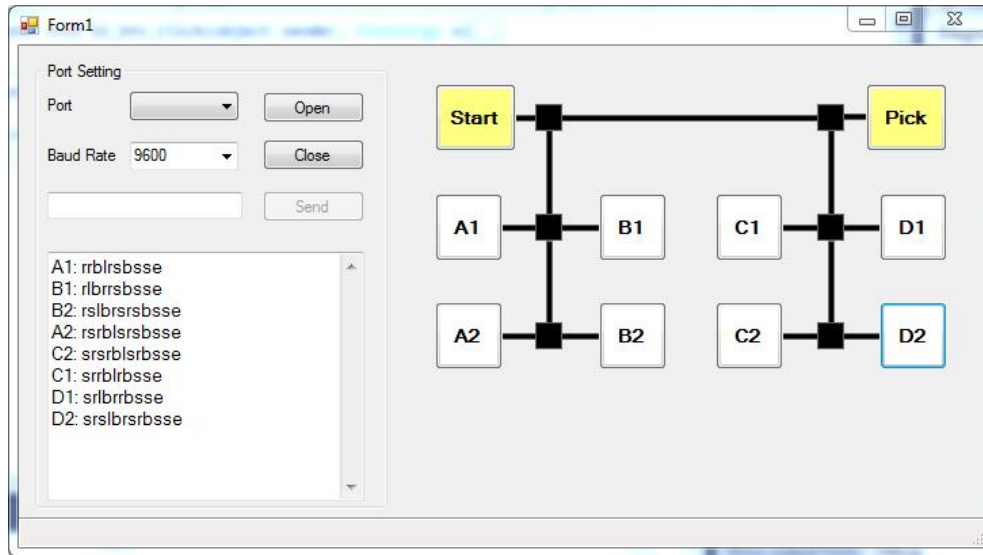 Form1
Port Setting
Port
Open
Baud Rate 9600
Close
Send
A1: rrblrsbsse
B1: rlbrrsbsse
B2: rslbrsrsbsse
A2: rsrblsrsbsse
C2: srsrblsrbsse
C1: srrblrbsse
D1: srlbrrbsse
D2: srslbrsrbsse
Start
Pick
A1
B1
C1
D1
A2
B2
C2
D2